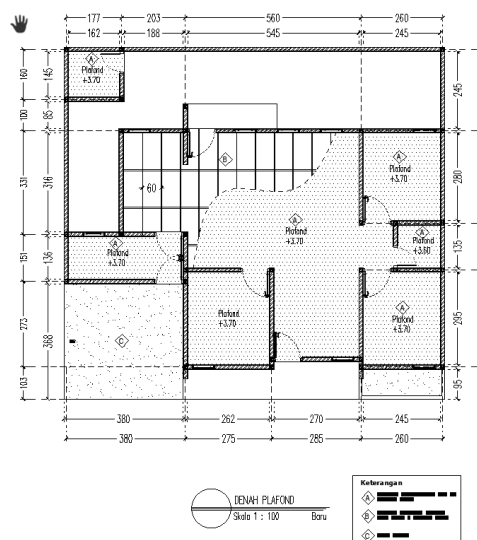 177 203 560 260
162 188 545 245
160 145
A
Plafond
+3.70
245
100 85
331 316
B
60
A
Plafond
+3.70
280
A
Plafond
+3.70
A
Plafond
135
151 136
A
Plafond
+3.70
273 368
C
Plafond
+3.70
A
Plafond
+3.70
295
103
95
380 262 270 245
380 275 285 260
DENAH PLAFOND
Skala 1 : 100 Baru
Keterangan
A
B
C